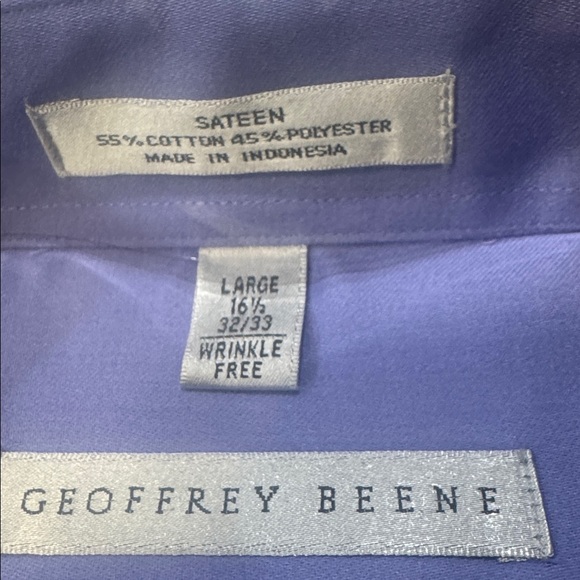 SATEEN
55% COTTON 45% POLYESTER
MADE IN INDONESIA
LARGE
16½
32/33
WRINKLE
FREE
GEOFFREY BEENE